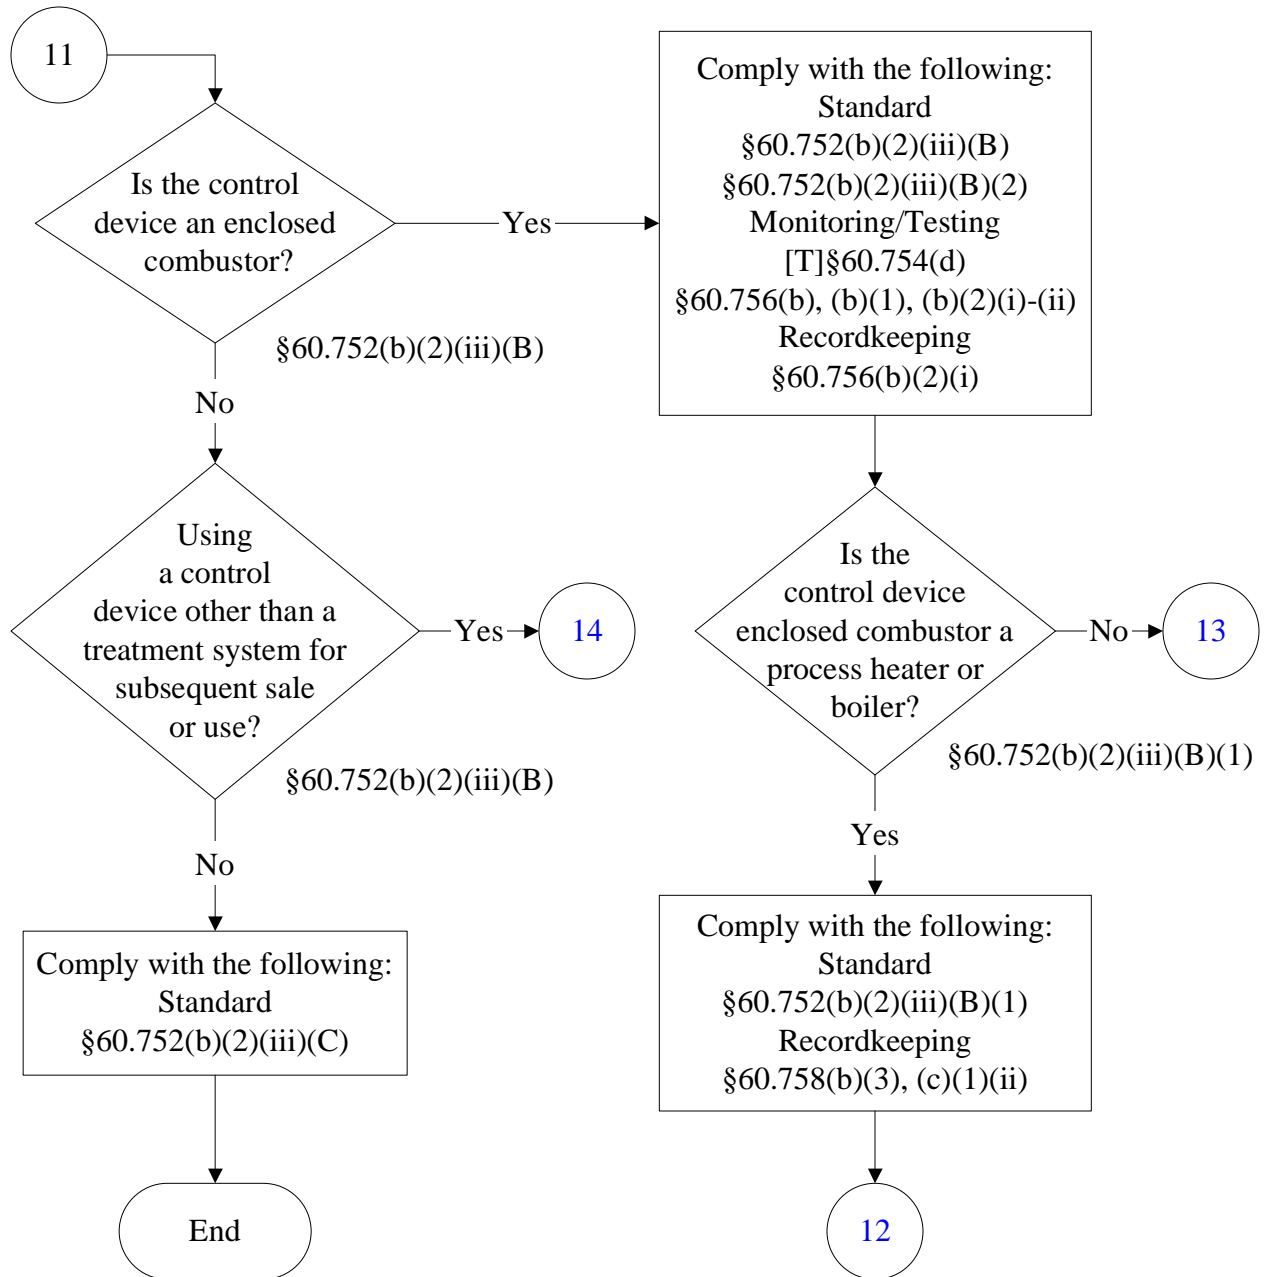 11
Is the control
device an enclosed
combustor?
Yes
§60.752(b)(2)(iii)(B)
No
Comply with the following:
Standard
§60.752(b)(2)(iii)(B)
§60.752(b)(2)(iii)(B)(2)
Monitoring/Testing
[T]§60.754(d)
§60.756(b), (b)(1), (b)(2)(i)-(ii)
Recordkeeping
§60.756(b)(2)(i)
Using
a control
device other than a
treatment system for
subsequent sale
or use?
Yes
14
§60.752(b)(2)(iii)(B)
No
Is the
control device
enclosed combustor a
process heater or
boiler?
No
13
§60.752(b)(2)(iii)(B)(1)
Yes
Comply with the following:
Standard
§60.752(b)(2)(iii)(C)
End
Comply with the following:
Standard
§60.752(b)(2)(iii)(B)(1)
Recordkeeping
§60.758(b)(3), (c)(1)(ii)
12